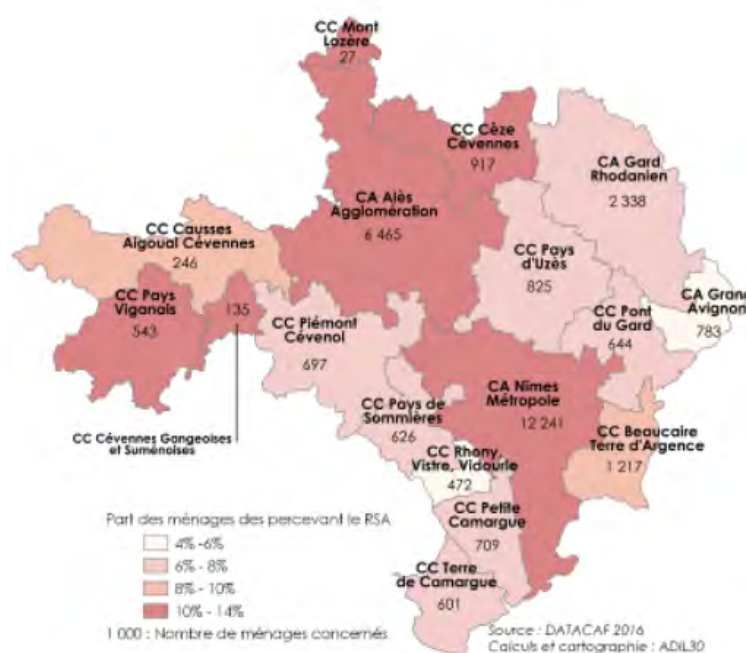 CC Mont
Lozère
27
CC Cèze
Cévennes
917
CA Gard
Rhodanien
2 338
CA Alès
Agglomération
6 465
CC Causses
Aigoual Cévennes
246
CC Pays
d'Uzès
825
CC Pays
Viganais
543
135
CA Grand
Avignon
783
CC Pont
du Gard
644
CC Piémont
Cévenol
697
CA Nîmes
Métropole
12 241
CC Pays de
Sommières
626
CC Beaucaire
Terre d'Argence
1 217
CC Cévennes Gangeoises
et Suménoises
CC Rhony,
Vistre, Vidourle
472
CC Petite
Camargue
709
CC Terre
de Camargue
601
Part des ménages des percevant le RSA
4% -6%
6% - 8%
8% - 10%
10% - 14%
1 000 : Nombre de ménages concernés
Source : DATACAF 2016
Calculs et cartographie : ADIL30